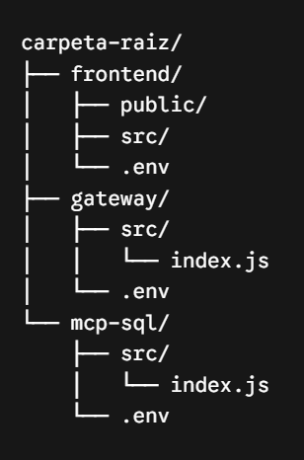 carpeta-raiz/
├── frontend/
│   ├── public/
│   ├── src/
│   └── .env
├── gateway/
│   ├── src/
│   │   └── index.js
│   └── .env
└── mcp-sql/
    ├── src/
    │   └── index.js
    └── .env